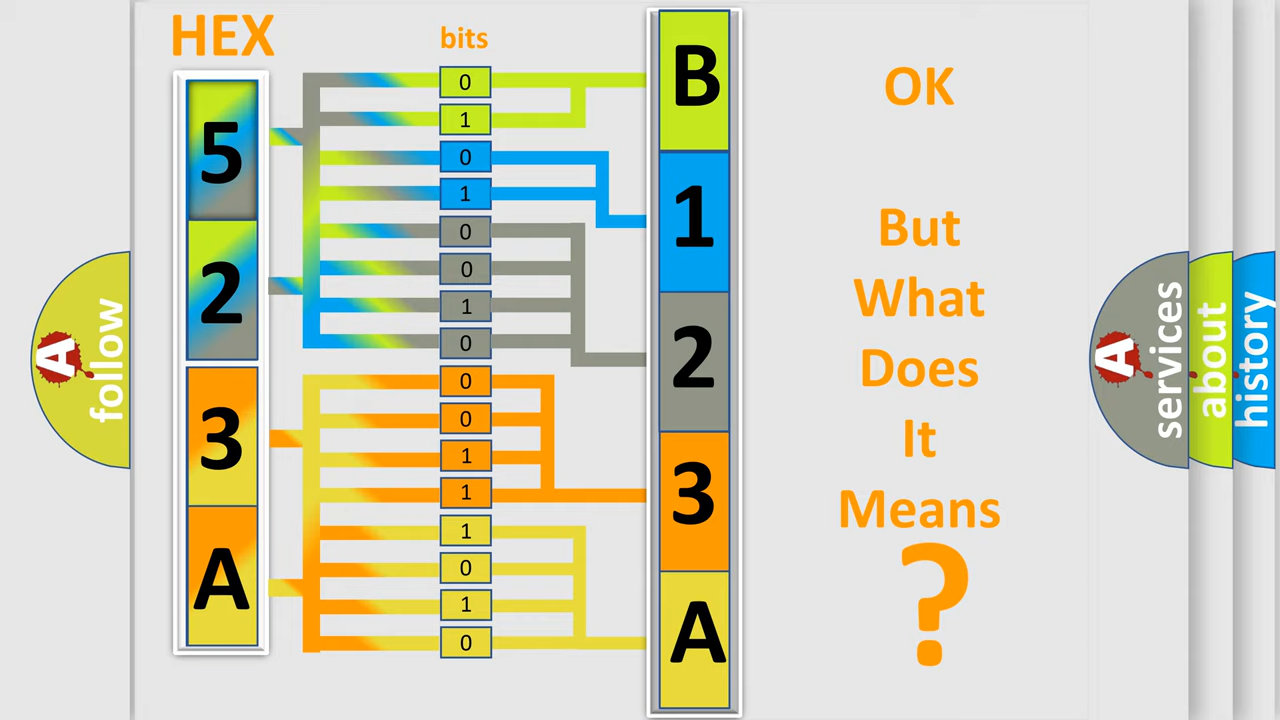 HEX
bits
5
2
3
A
0
1
0
1
0
0
1
0
0
0
1
1
1
0
1
0
B
1
2
3
A
OK
But
What
Does
It
Means
?
A
follow
A
services
about
history